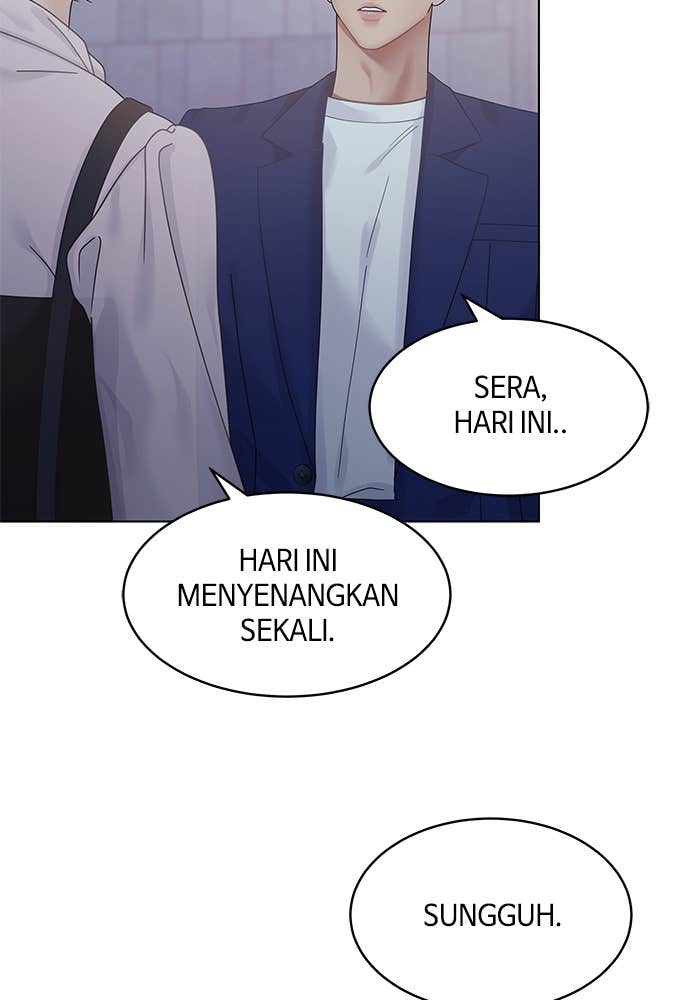 SERA,
HARI INI..
HARI INI
MENYENANGKAN
SEKALI.
SUNGGUH.